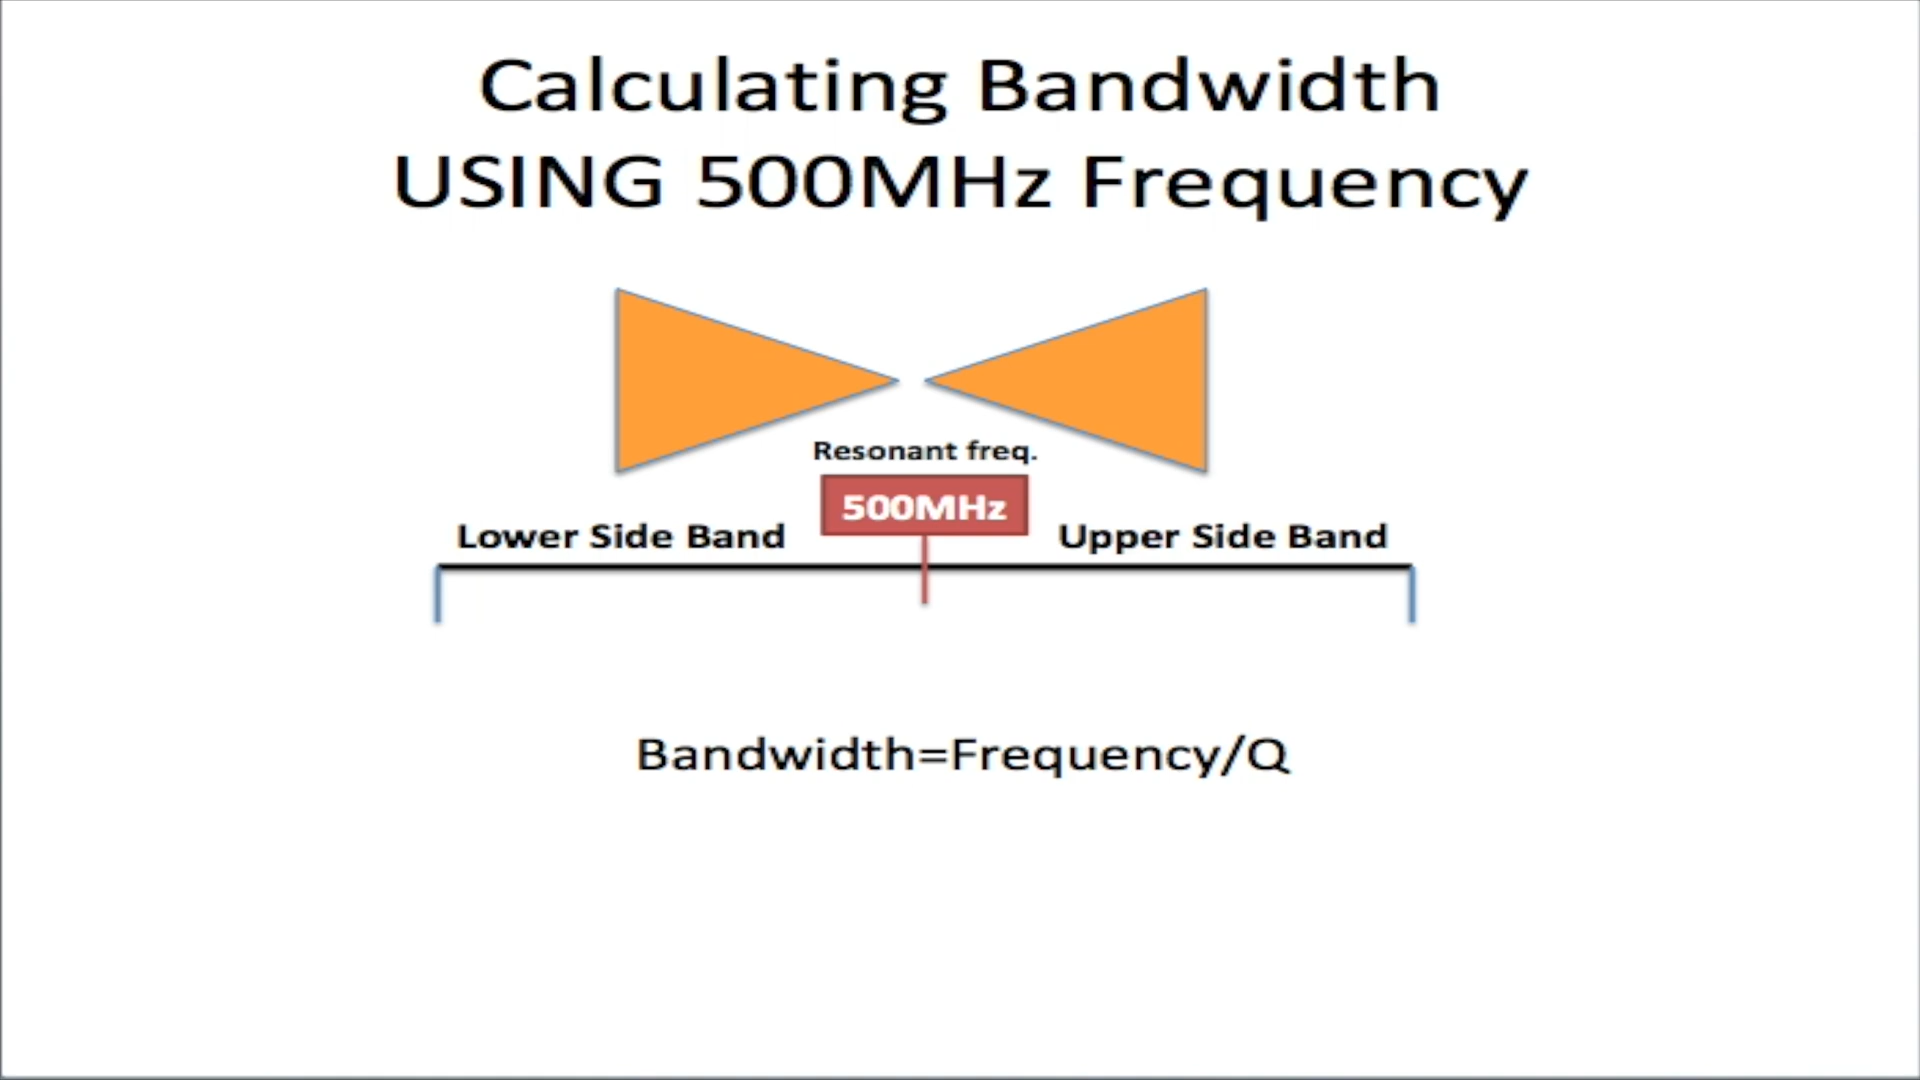 Calculating Bandwidth
USING 500MHz Frequency
Resonant freq.
500MHz
Lower Side Band
Upper Side Band
Bandwidth=Frequency/Q